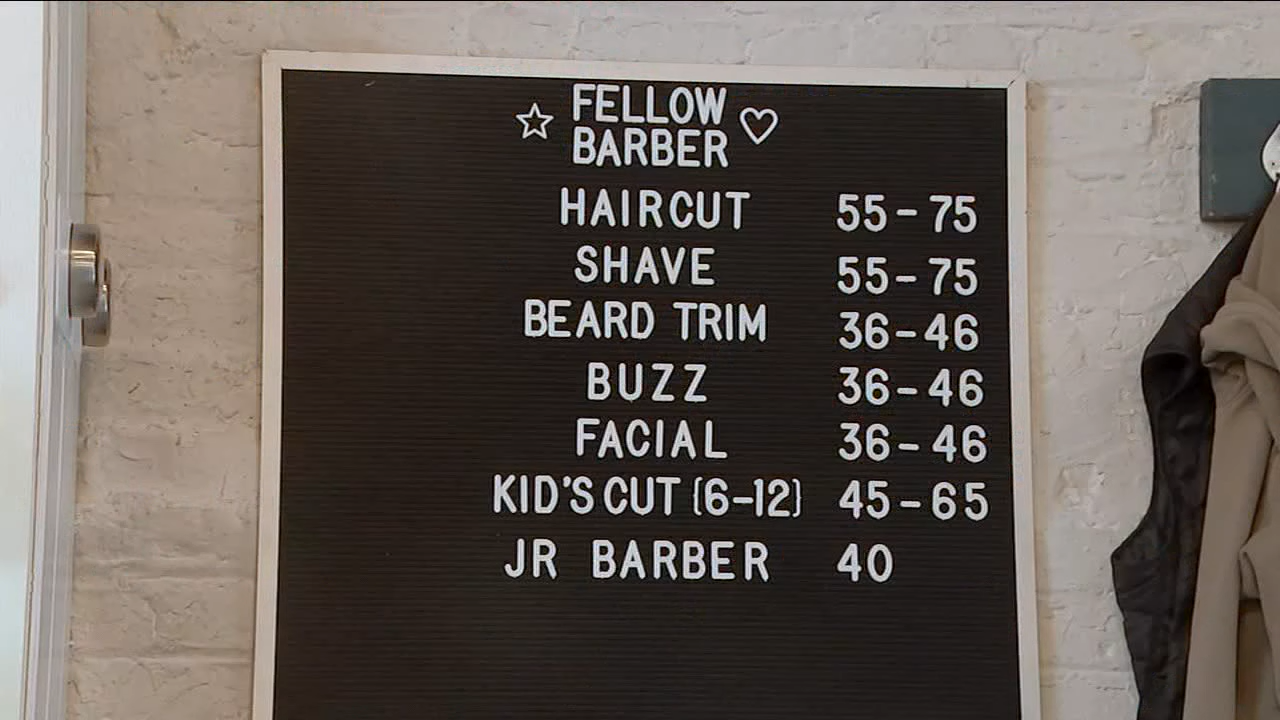 FELLOW
BARBER
HAIRCUT 55-75
SHAVE 55-75
BEARD TRIM 36-46
BUZZ 36-46
FACIAL 36-46
KID'S CUT (6-12) 45-65
JR BARBER 40